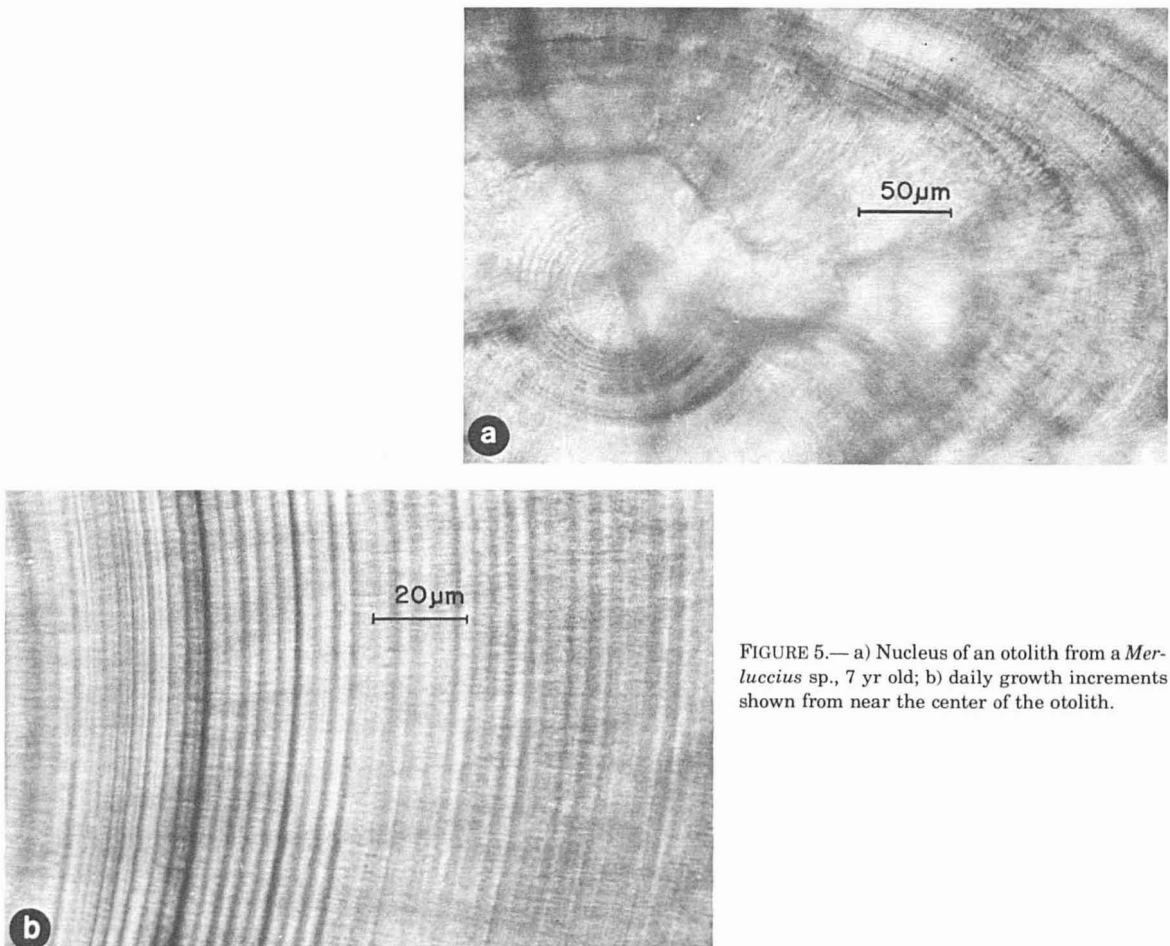 50µm
a
20µm
b
FIGURE 5.— a) Nucleus of an otolith from a Mer-
luccius sp., 7 yr old; b) daily growth increments
shown from near the center of the otolith.